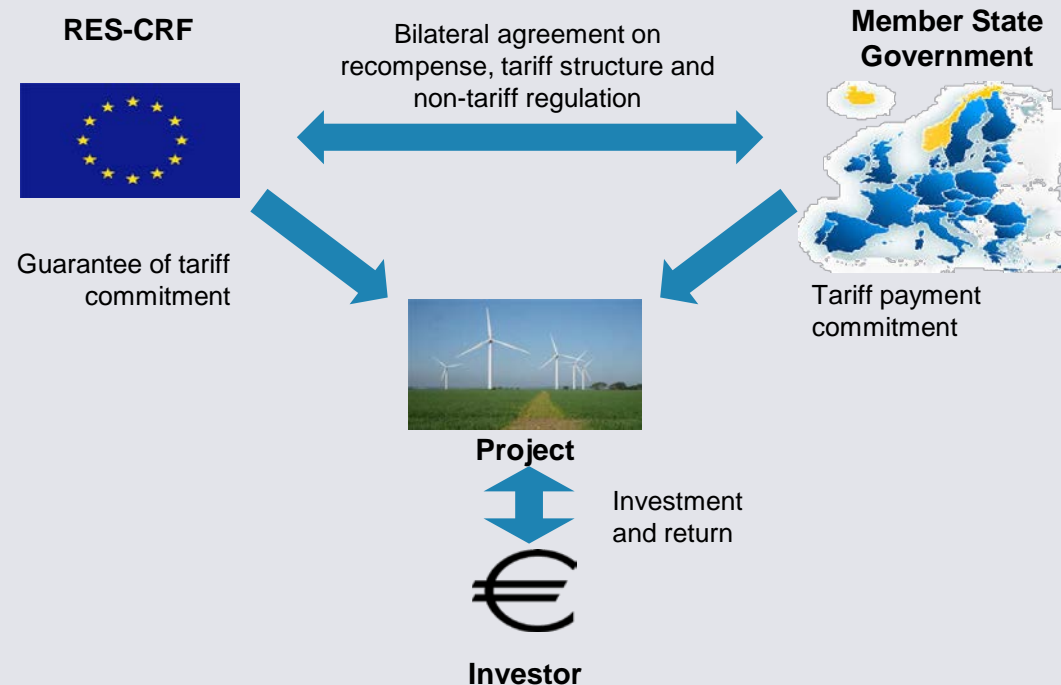 RES-CRF
Bilateral agreement on
recompense, tariff structure and
non-tariff regulation
Member State
Government
Guarantee of tariff
commitment
Tariff payment
commitment
Project
Investment
and return
€
Investor